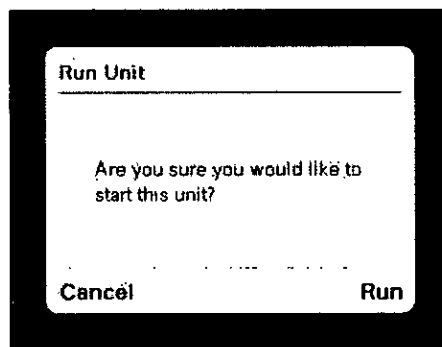 Run Unit
Are you sure you would like to
start this unit?
Cancel
Run